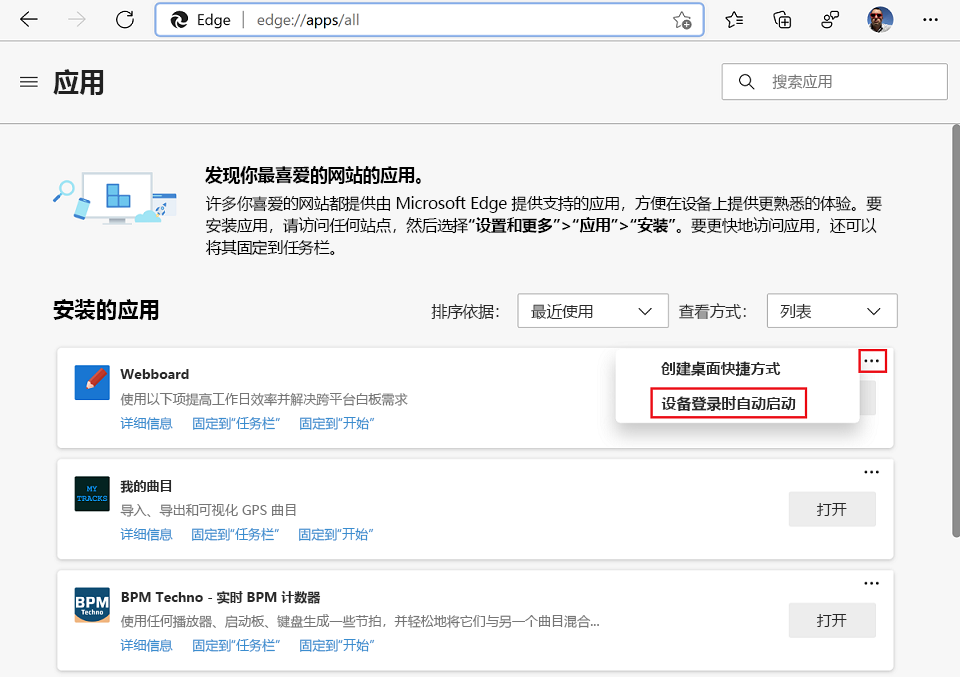 Edge
edge://apps/all
应用
搜索应用
发现你最喜爱的网站的应用。
许多你喜爱的网站都提供由 Microsoft Edge 提供支持的应用，方便在设备上提供更熟悉的体验。要
安装应用，请访问任何站点，然后选择“设置和更多”>“应用”>“安装”。要更快地访问应用，还可以
将其固定到任务栏。
安装的应用
排序依据： 最近使用 查看方式： 列表
Webboard
使用以下项提高工作日效率并解决跨平台白板需求
详细信息 固定到“任务栏” 固定到“开始”
创建桌面快捷方式
设备登录时自动启动
MY
TRACKS
我的曲目
导入、导出和可视化 GPS 曲目
详细信息 固定到“任务栏” 固定到“开始”
打开
BPM
Techno
BPM Techno - 实时 BPM 计数器
使用任何播放器、启动板、键盘生成一些节拍，并轻松地将它们与另一个曲目混合...
详细信息 固定到“任务栏” 固定到“开始”
打开